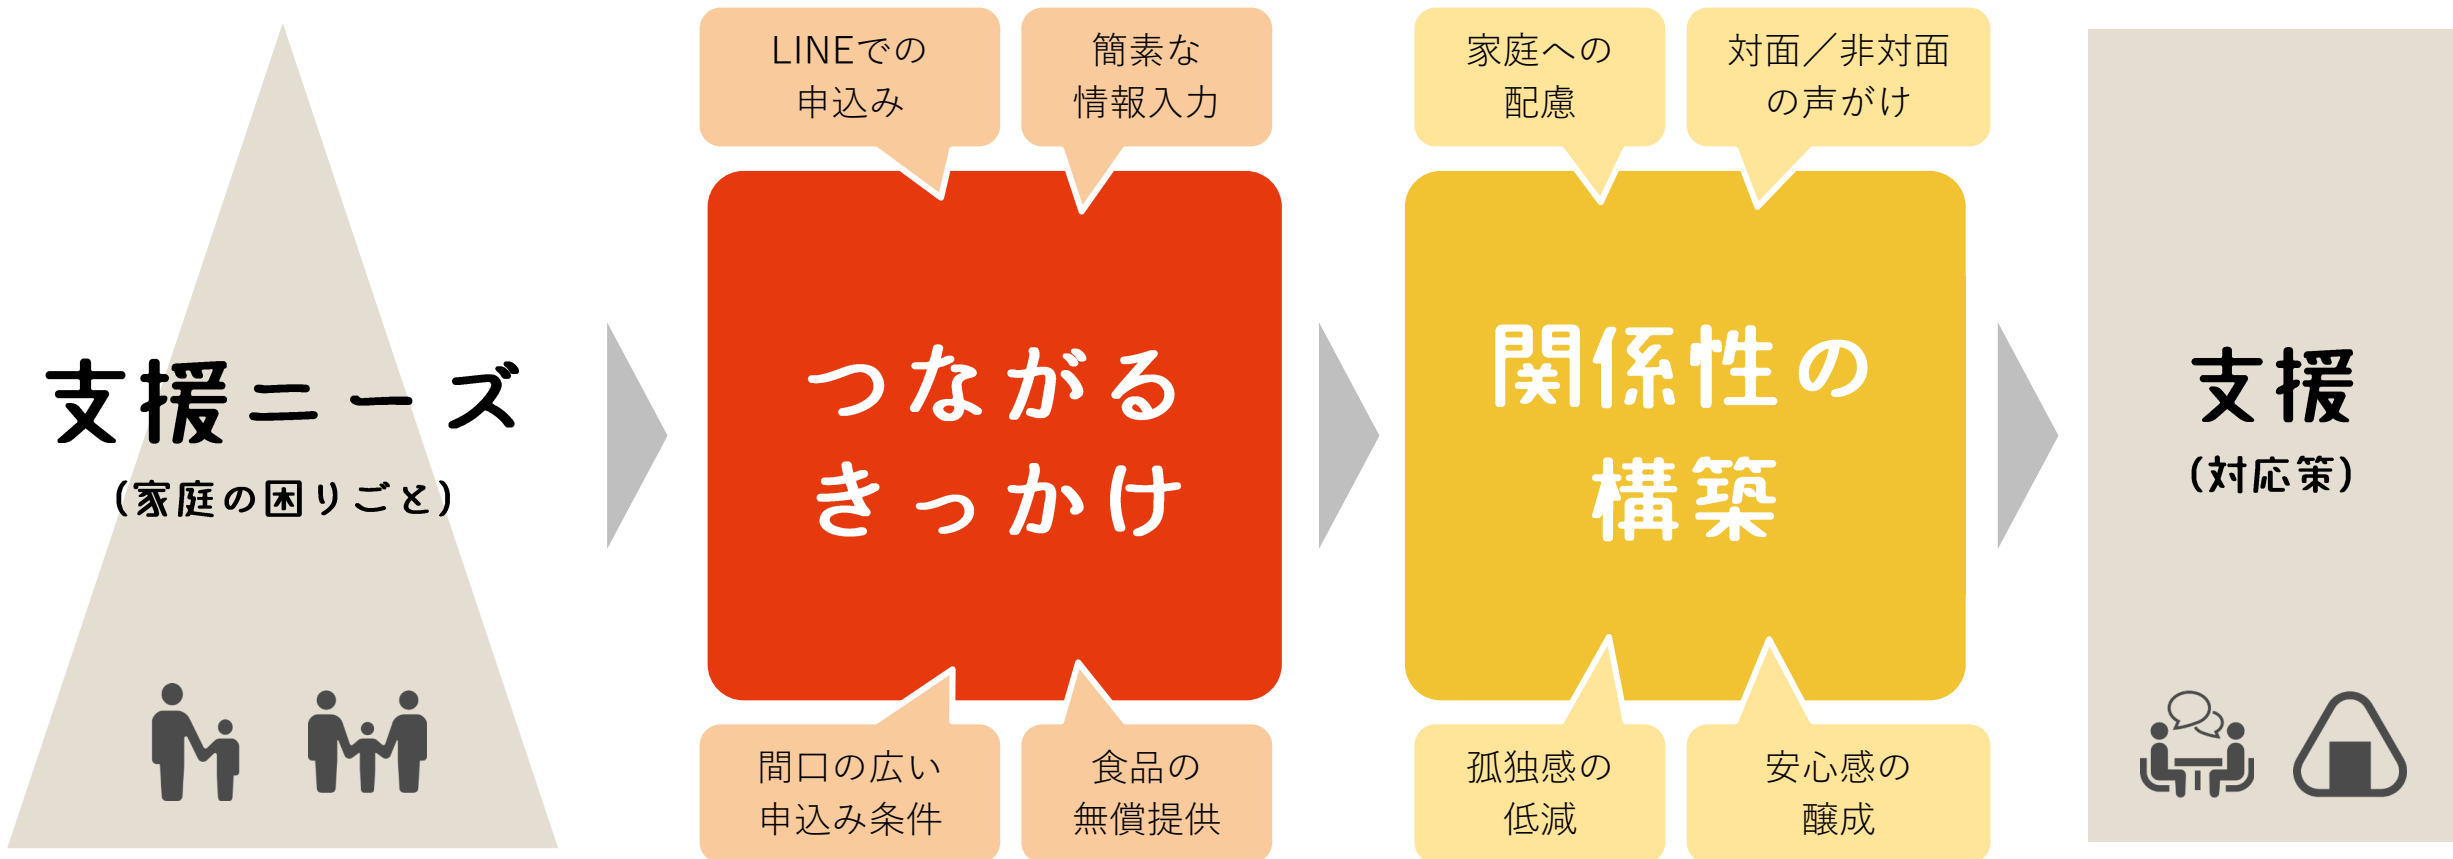 支援ニーズ
(家庭の困りごと)
LINEでの
申込み
簡素な
情報入力
つながる
きっかけ
間口の広い
申込み条件
食品の
無償提供
家庭への
配慮
対面／非対面
の声がけ
関係性の
構築
孤独感の
低減
安心感の
醸成
支援
(対応策)